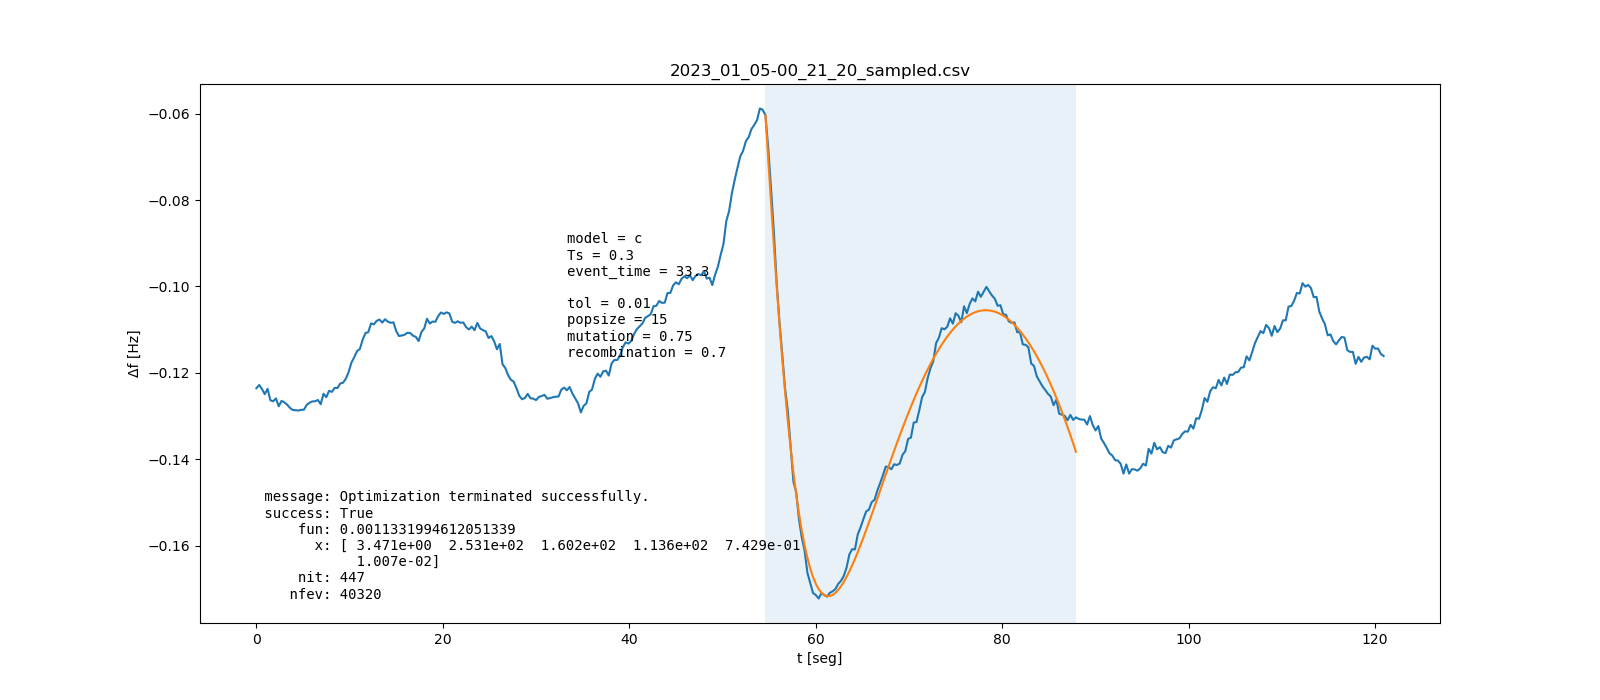 2023_01_05-00_21_20_sampled.csv
−0.06
−0.08
−0.10
−0.12
−0.14
−0.16
Δf [Hz]
model = c
Ts = 0.3
event_time = 33.3
tol = 0.01
popsize = 15
mutation = 0.75
recombination = 0.7
message: Optimization terminated successfully.
success: True
fun: 0.0011331994612051339
x: [ 3.471e+00 2.531e+02 1.602e+02 1.136e+02 7.429e-01
1.007e-02]
nit: 447
nfev: 40320
0 20 40 60 80 100 120
t [seg]